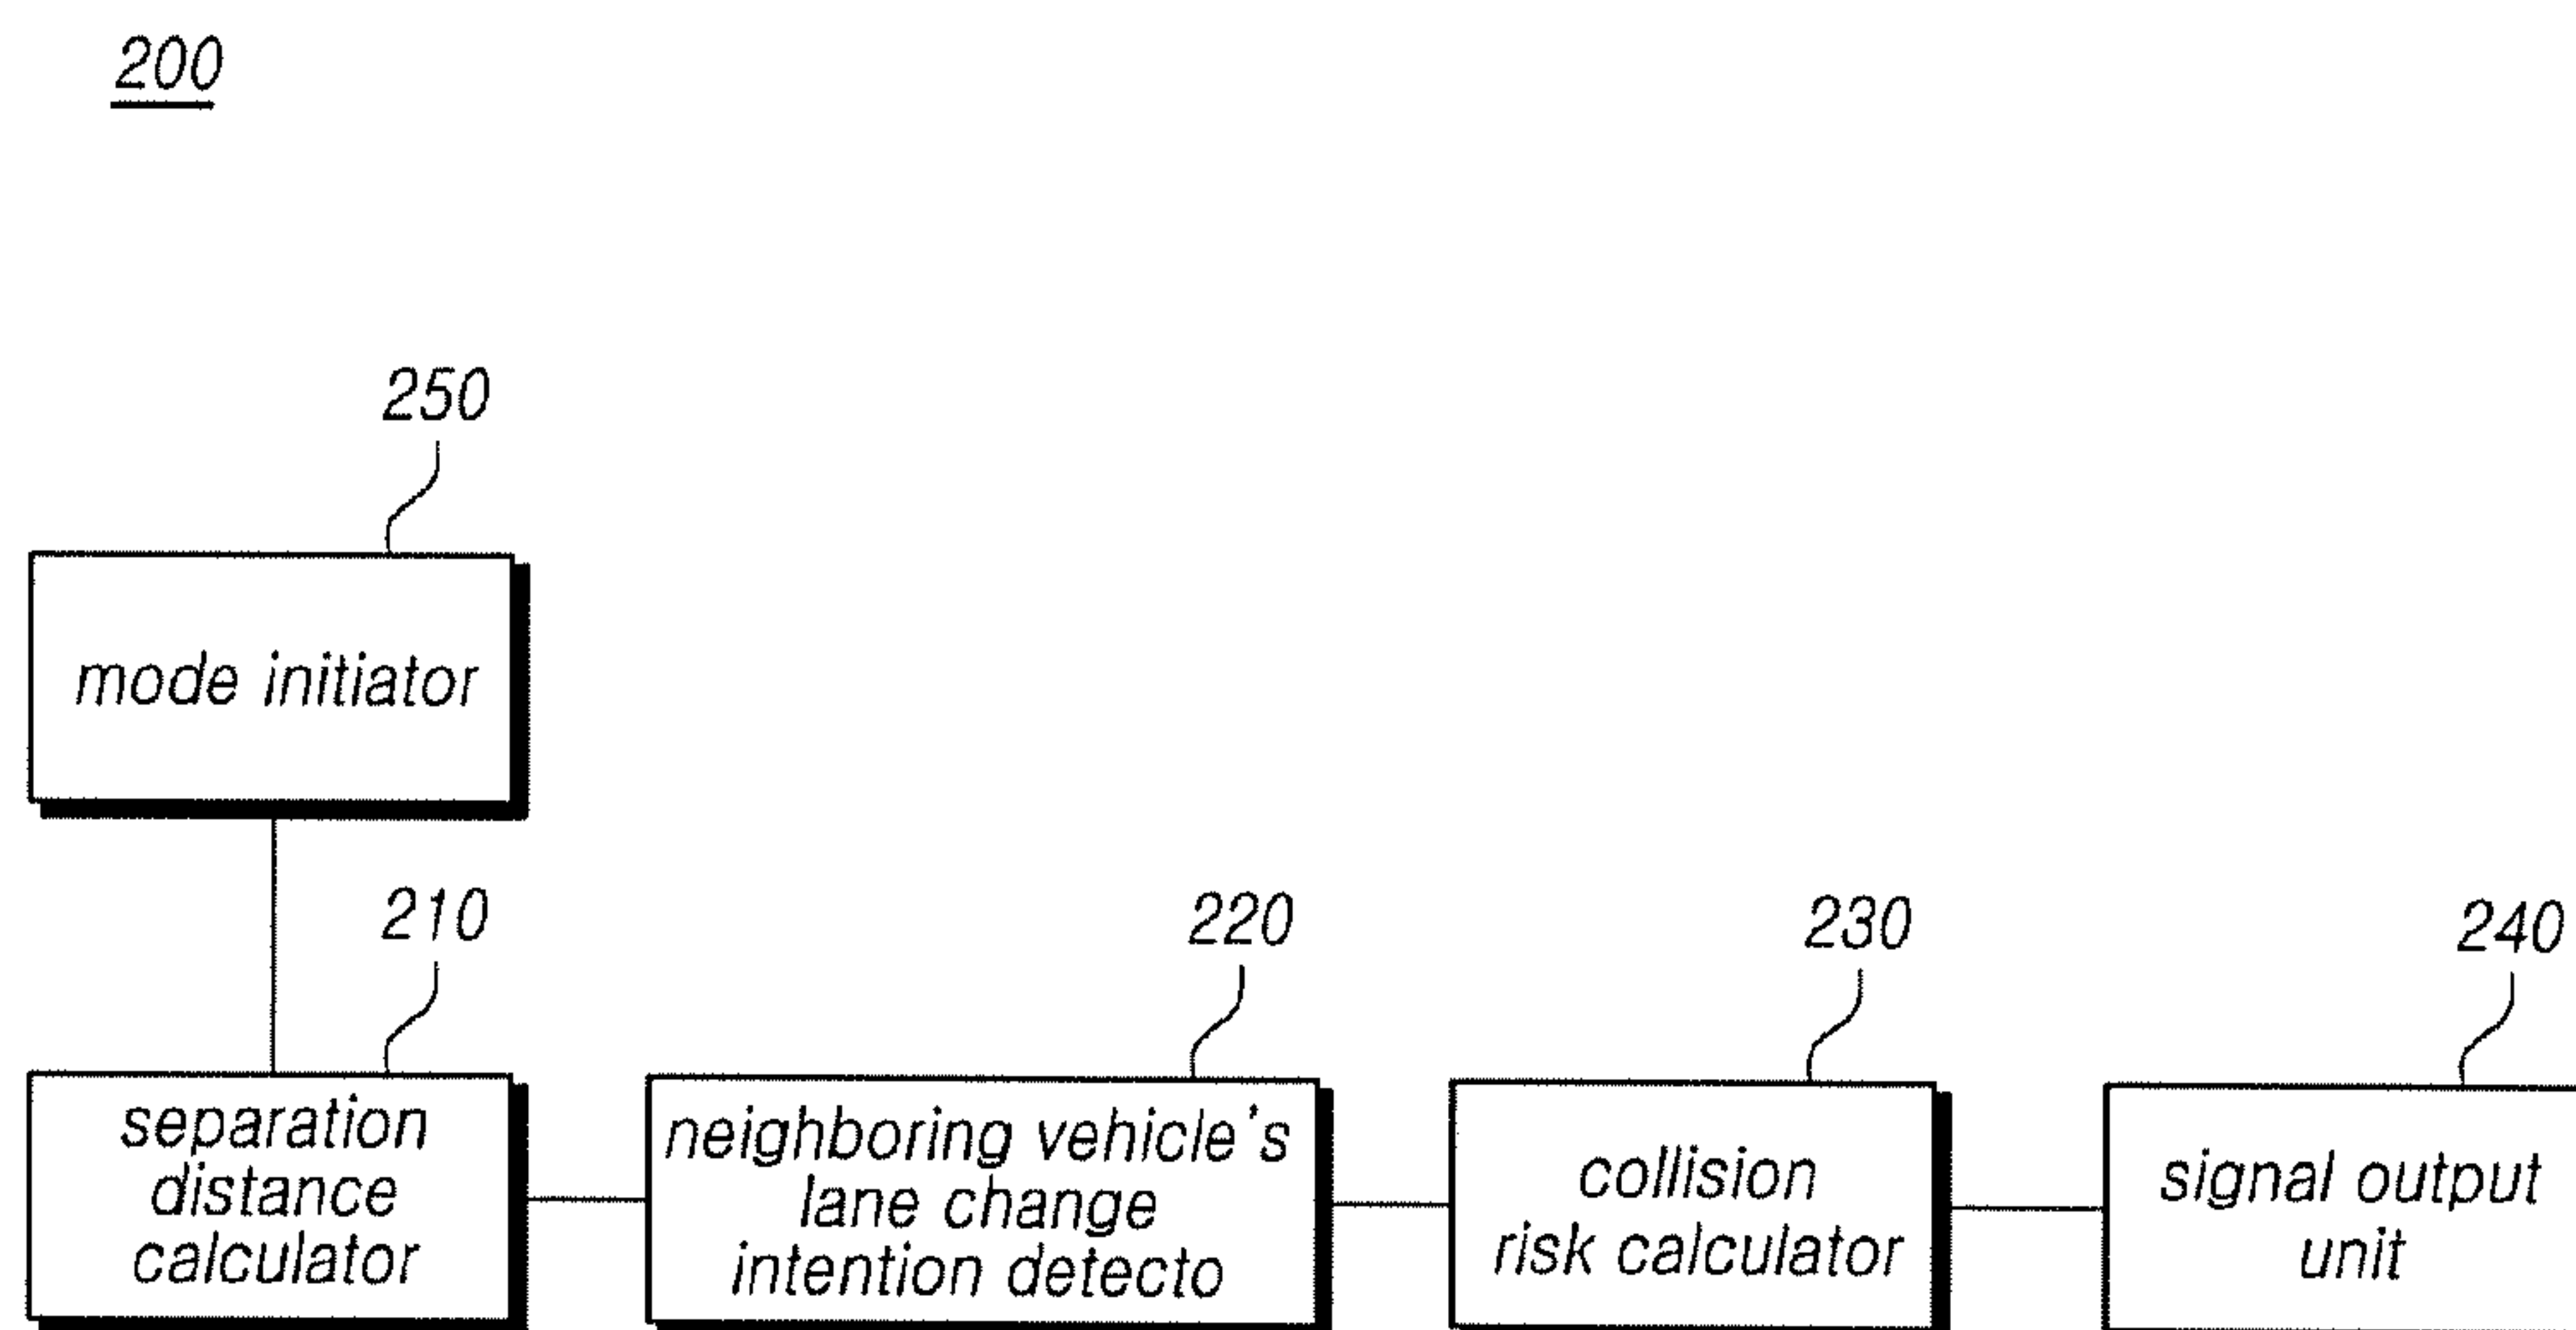 200
250
mode initiator
210
220
230
240
separation
distance
calculator
neighboring vehicle's
lane change
intention detecto
collision
risk calculator
signal output
unit